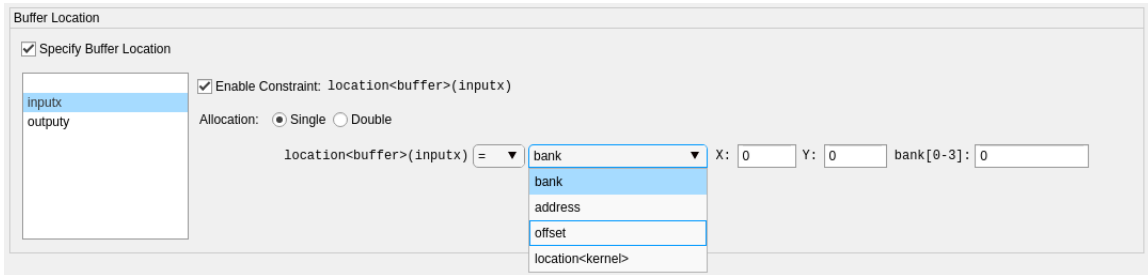 Buffer Location
Specify Buffer Location
inputx
outputy
Enable Constraint: location<buffer>(inputx)
Allocation: Single Double
location<buffer>(inputx) = bank X: 0 Y: 0 bank[0-3]: 0
bank
address
offset
location<kernel>